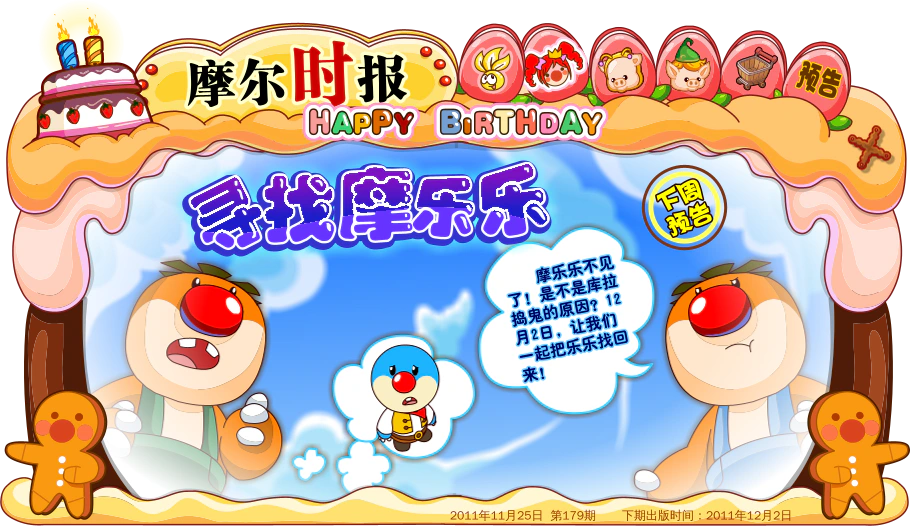 摩尔时报
HAPPY BIRTHDAY
预告
寻找摩乐乐
下周
预告
摩乐乐不见
了！是不是库拉
捣鬼的原因？12
月2日，让我们
一起把乐乐找回
来！
2011年11月25日 第179期 下期出版时间：2011年12月2日